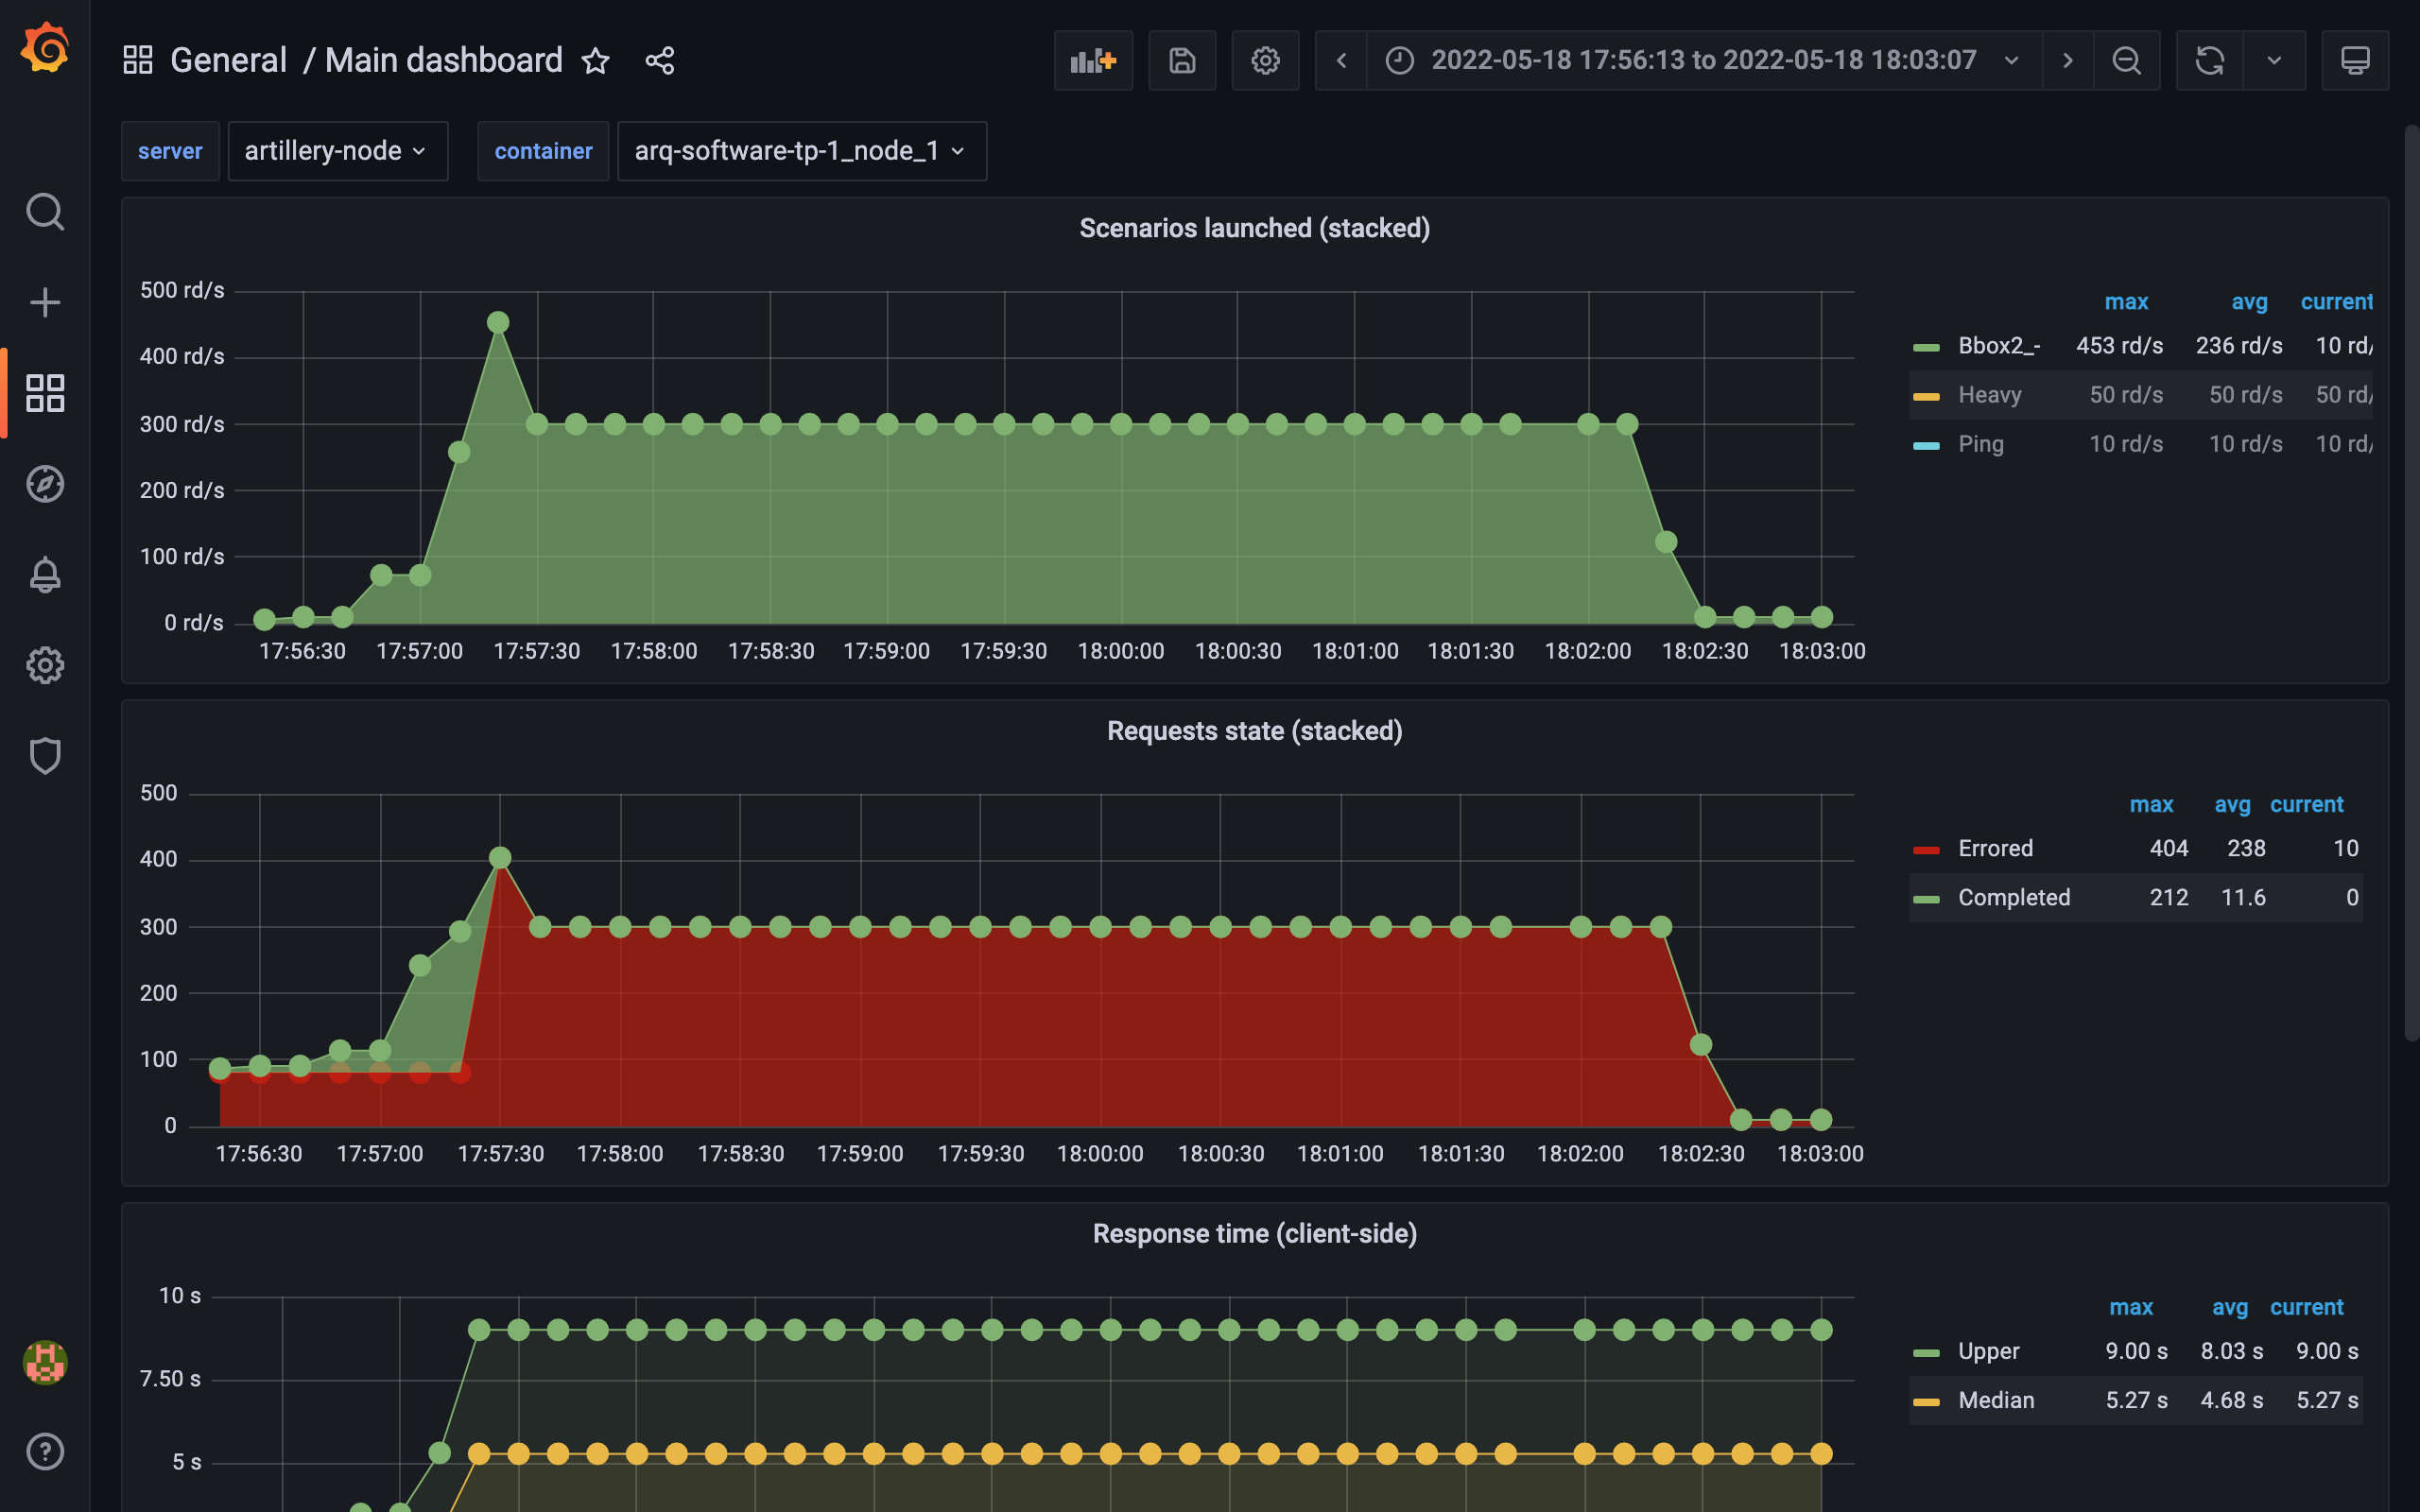 General / Main dashboard
2022-05-18 17:56:13 to 2022-05-18 18:03:07
server artillery-node container arq-software-tp-1_node_1
Scenarios launched (stacked)
500 rd/s
400 rd/s
300 rd/s
200 rd/s
100 rd/s
0 rd/s
17:56:30 17:57:00 17:57:30 17:58:00 17:58:30 17:59:00 17:59:30 18:00:00 18:00:30 18:01:00 18:01:30 18:02:00 18:02:30 18:03:00
max avg current
Bbox2_- 453 rd/s 236 rd/s 10 rd/
Heavy 50 rd/s 50 rd/s 50 rd/
Ping 10 rd/s 10 rd/s 10 rd/
Requests state (stacked)
500
400
300
200
100
0
17:56:30 17:57:00 17:57:30 17:58:00 17:58:30 17:59:00 17:59:30 18:00:00 18:00:30 18:01:00 18:01:30 18:02:00 18:02:30 18:03:00
max avg current
Errored 404 238 10
Completed 212 11.6 0
Response time (client-side)
10 s
7.50 s
5 s
max avg current
Upper 9.00 s 8.03 s 9.00 s
Median 5.27 s 4.68 s 5.27 s